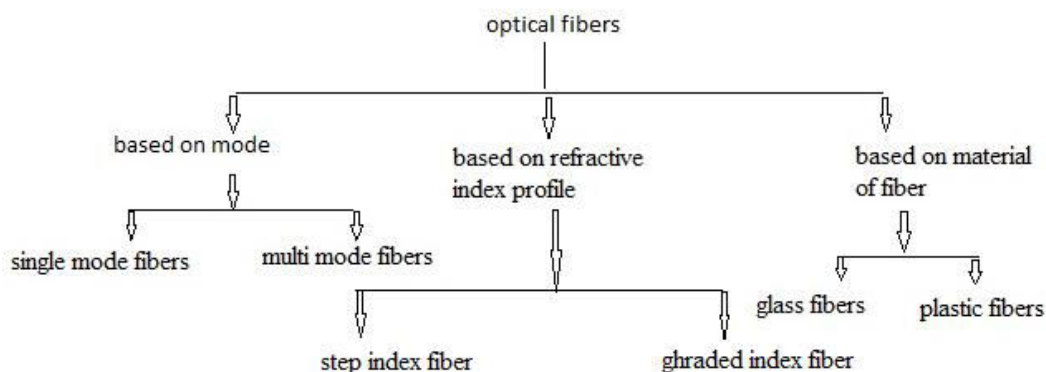 optical fibers
based on mode
based on refractive
index profile
based on material
of fiber
single mode fibers
multi mode fibers
glass fibers
plastic fibers
step index fiber
ghraded index fiber